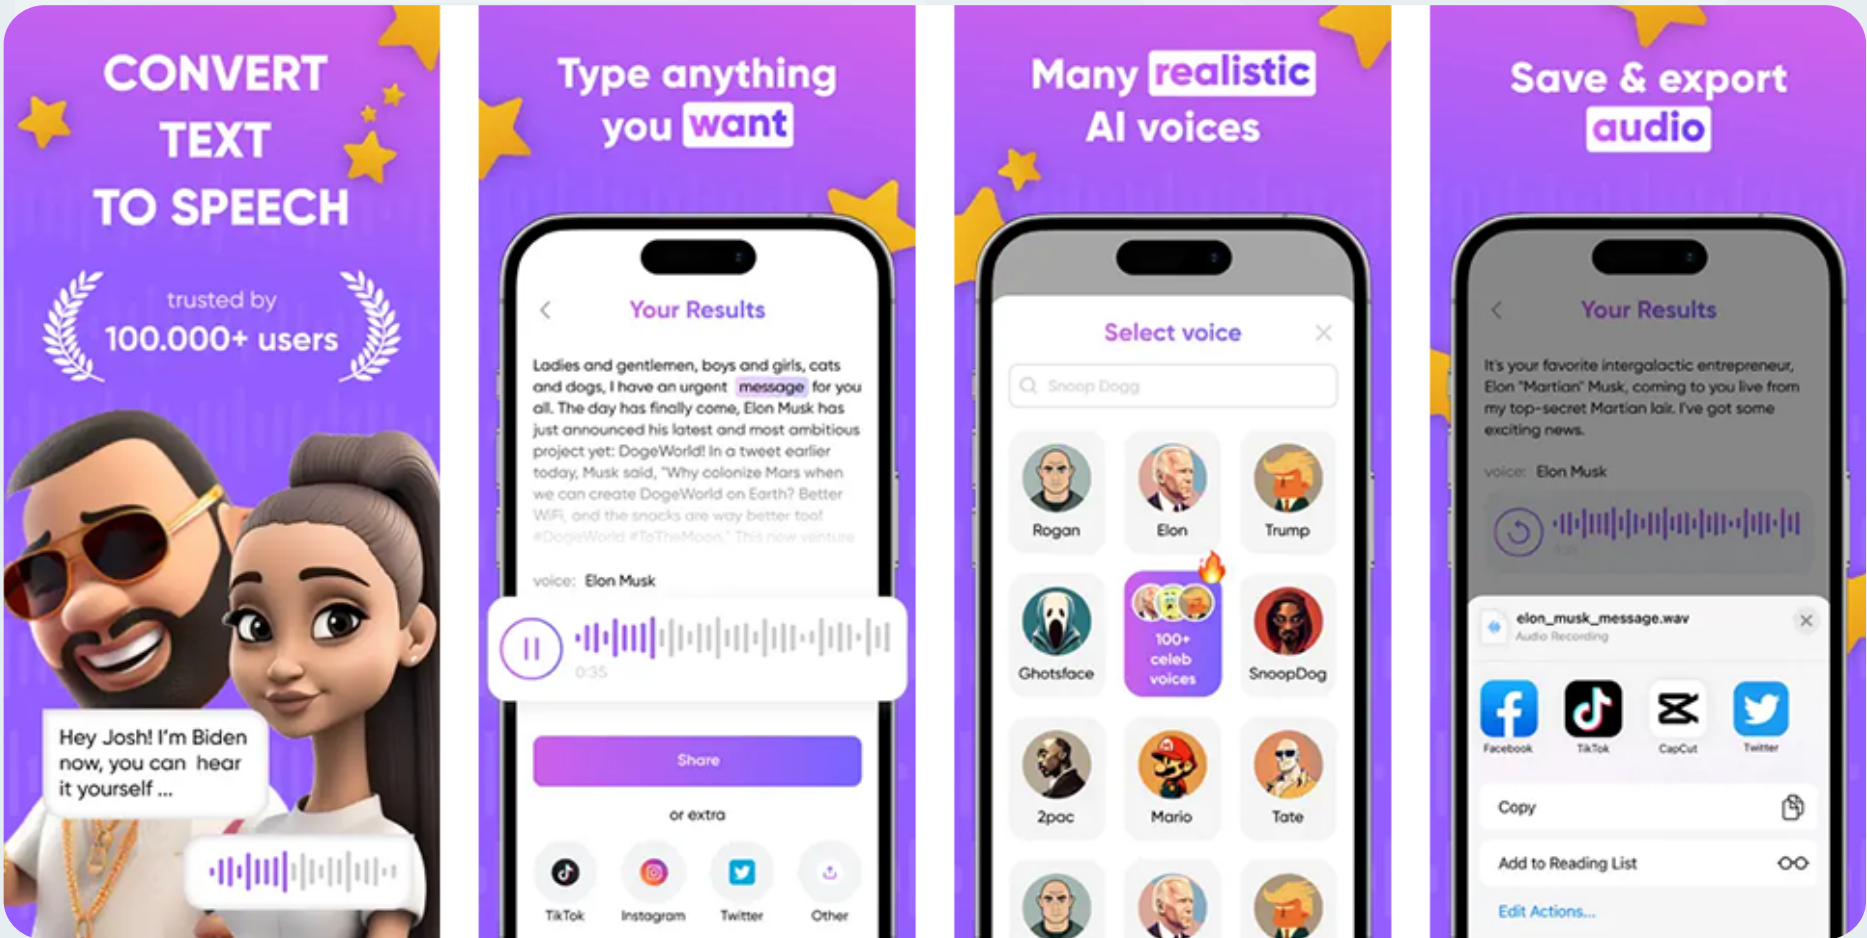 CONVERT
TEXT
TO SPEECH
trusted by
100.000+ users
Hey Josh! I'm Biden
now, you can hear
it yourself ...
Type anything
you want
Your Results
Ladies and gentlemen, boys and girls, cats
and dogs, I have an urgent message for you
all. The day has finally come, Elon Musk has
just announced his latest and most ambitious
project yet: DogeWorld! In a tweet earlier
today, Musk said, "Why colonize Mars when
we can create DogeWorld on Earth? Better
WiFi, and the snacks are way better too!
#DogeWorld #ToTheMoon." This new venture
voice: Elon Musk
0:35
Share
or extra
TikTok
Instagram
Twitter
Other
Many realistic
AI voices
Select voice
Snoop Dogg
Rogan
Elon
Trump
Ghotsface
100+
celeb
voices
SnoopDog
2pac
Mario
Tate
Save & export
audio
Your Results
It's your favorite intergalactic entrepreneur,
Elon "Martian" Musk, coming to you live from
my top-secret Martian lair. I've got some
exciting news.
voice: Elon Musk
elon_musk_message.wav
Audio Recording
Facebook
TikTok
CapCut
Twitter
Copy
Add to Reading List
Edit Actions...